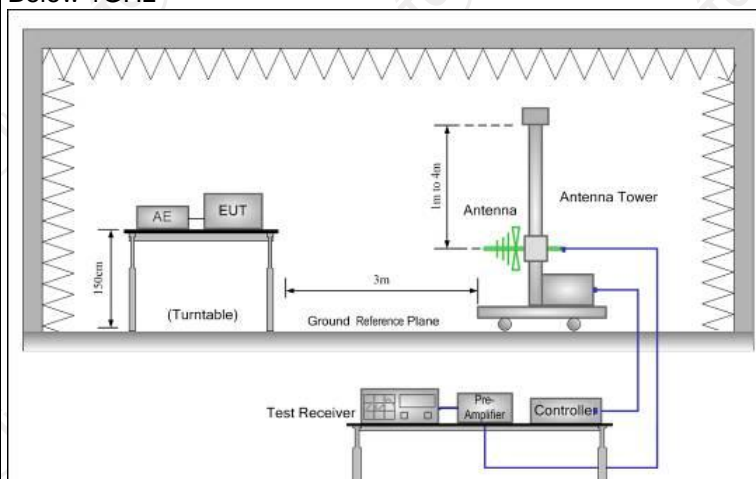 Below 1GHz
1m to 4m
Antenna
Antenna Tower
AE
EUT
150cm
3m
(Turntable)
Ground Reference Plane
Test Receiver
Pre-
Amplifier
Controller